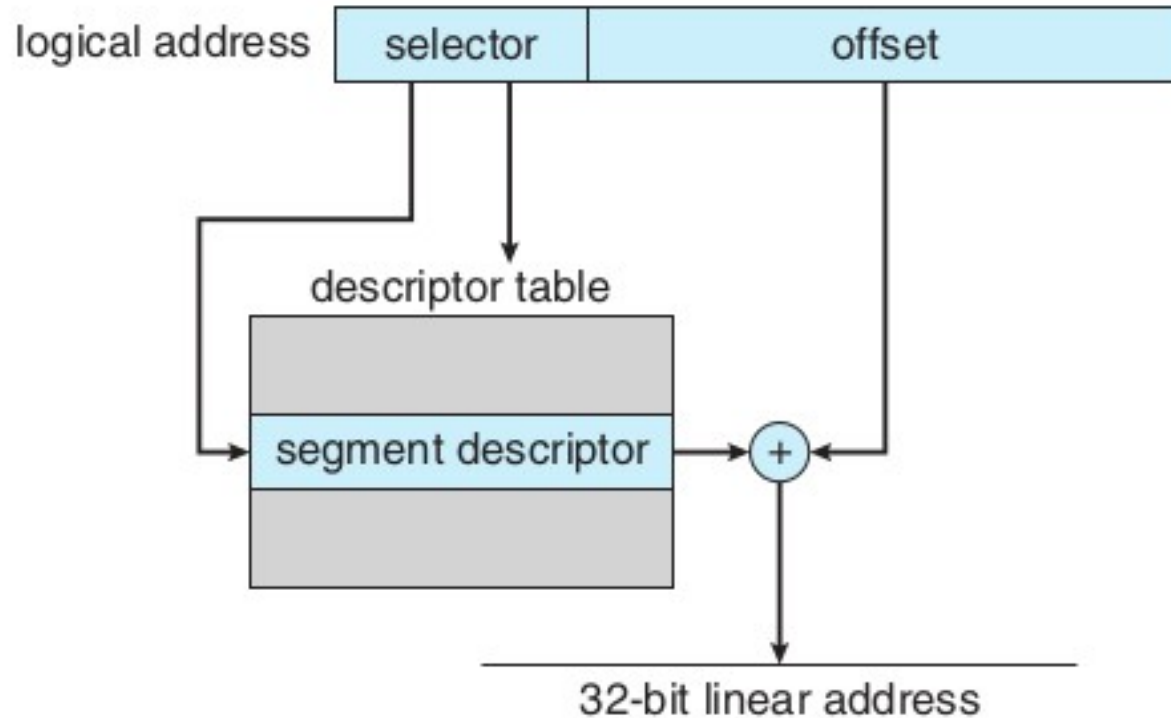 logical address selector offset
descriptor table
segment descriptor +
32-bit linear address